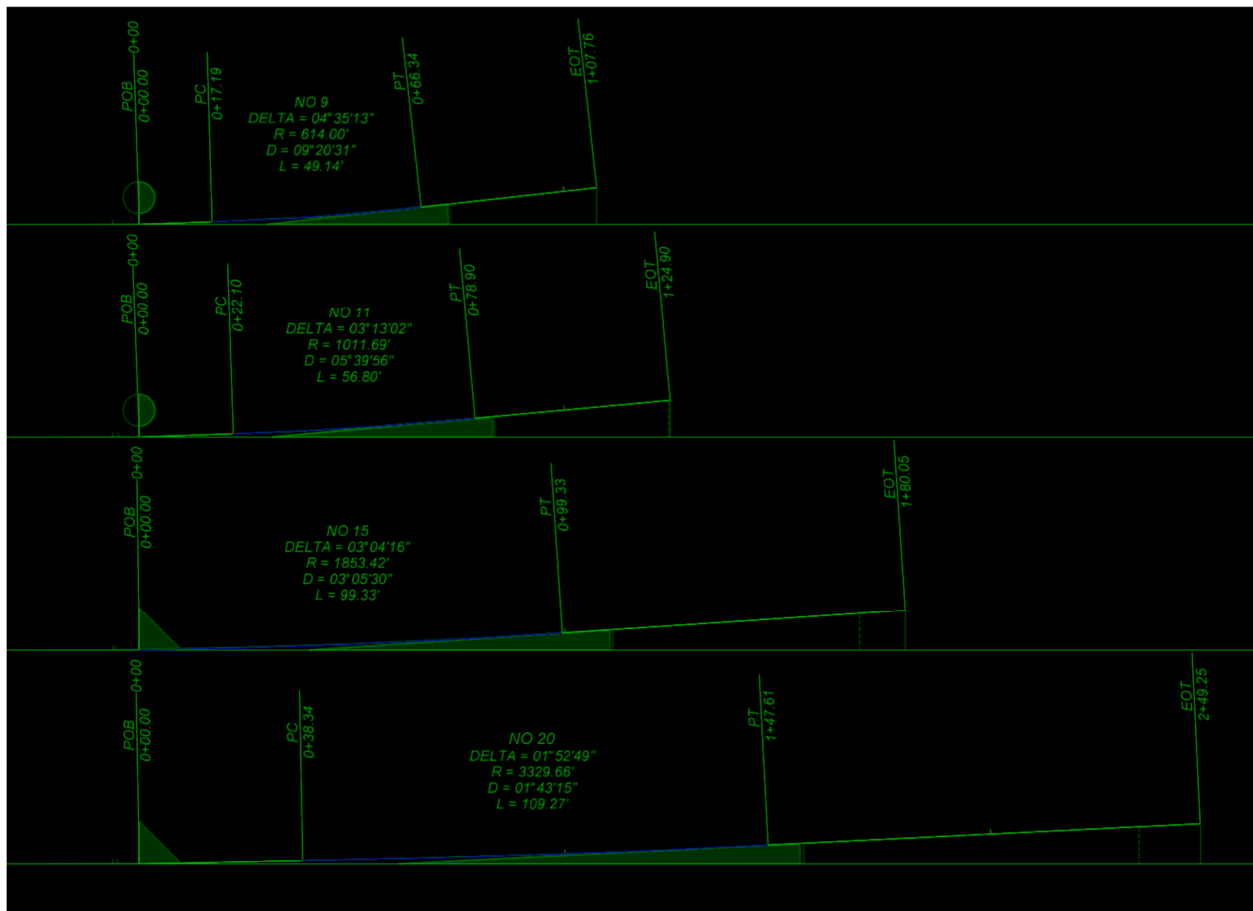 POB
0+00.00
0+00
PC
0+17.19
NO 9
DELTA = 04°35'13"
R = 614.00'
D = 09°20'31"
L = 49.14'
PT
0+66.34
EOT
1+07.76
POB
0+00.00
0+00
PC
0+22.10
NO 11
DELTA = 03°13'02"
R = 1011.69'
D = 05°39'56"
L = 56.80'
PT
0+78.90
EOT
1+24.90
POB
0+00.00
0+00
NO 15
DELTA = 03°04'16"
R = 1853.42'
D = 03°05'30"
L = 99.33'
PT
0+99.33
EOT
1+80.05
POB
0+00.00
0+00
PC
0+38.34
NO 20
DELTA = 01°52'49"
R = 3329.66'
D = 01°43'15"
L = 109.27'
PT
1+47.61
EOT
2+49.25